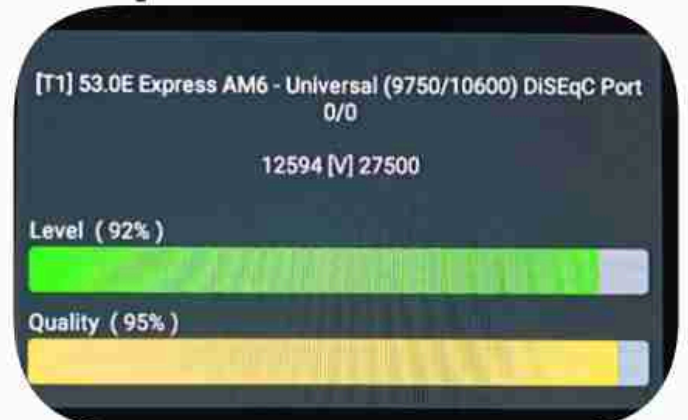 [T1] 53.0E Express AM6 - Universal (9750/10600) DiSEqC Port
0/0
12594 [V] 27500
Level ( 92% )
Quality ( 95% )